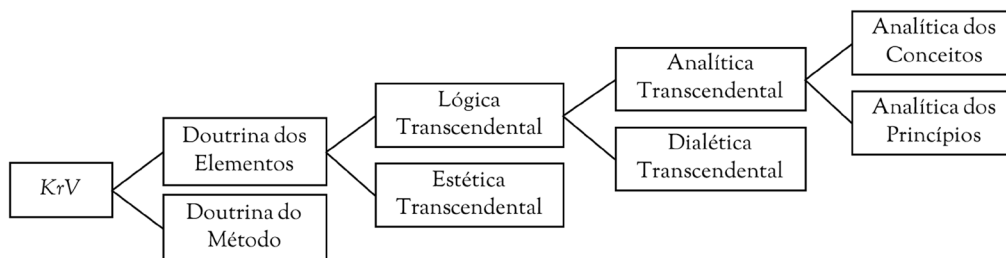 KrV
Doutrina dos
Elementos
Doutrina do
Método
Lógica
Transcendental
Estética
Transcendental
Analítica
Transcendental
Dialética
Transcendental
Analítica dos
Conceitos
Analítica dos
Princípios